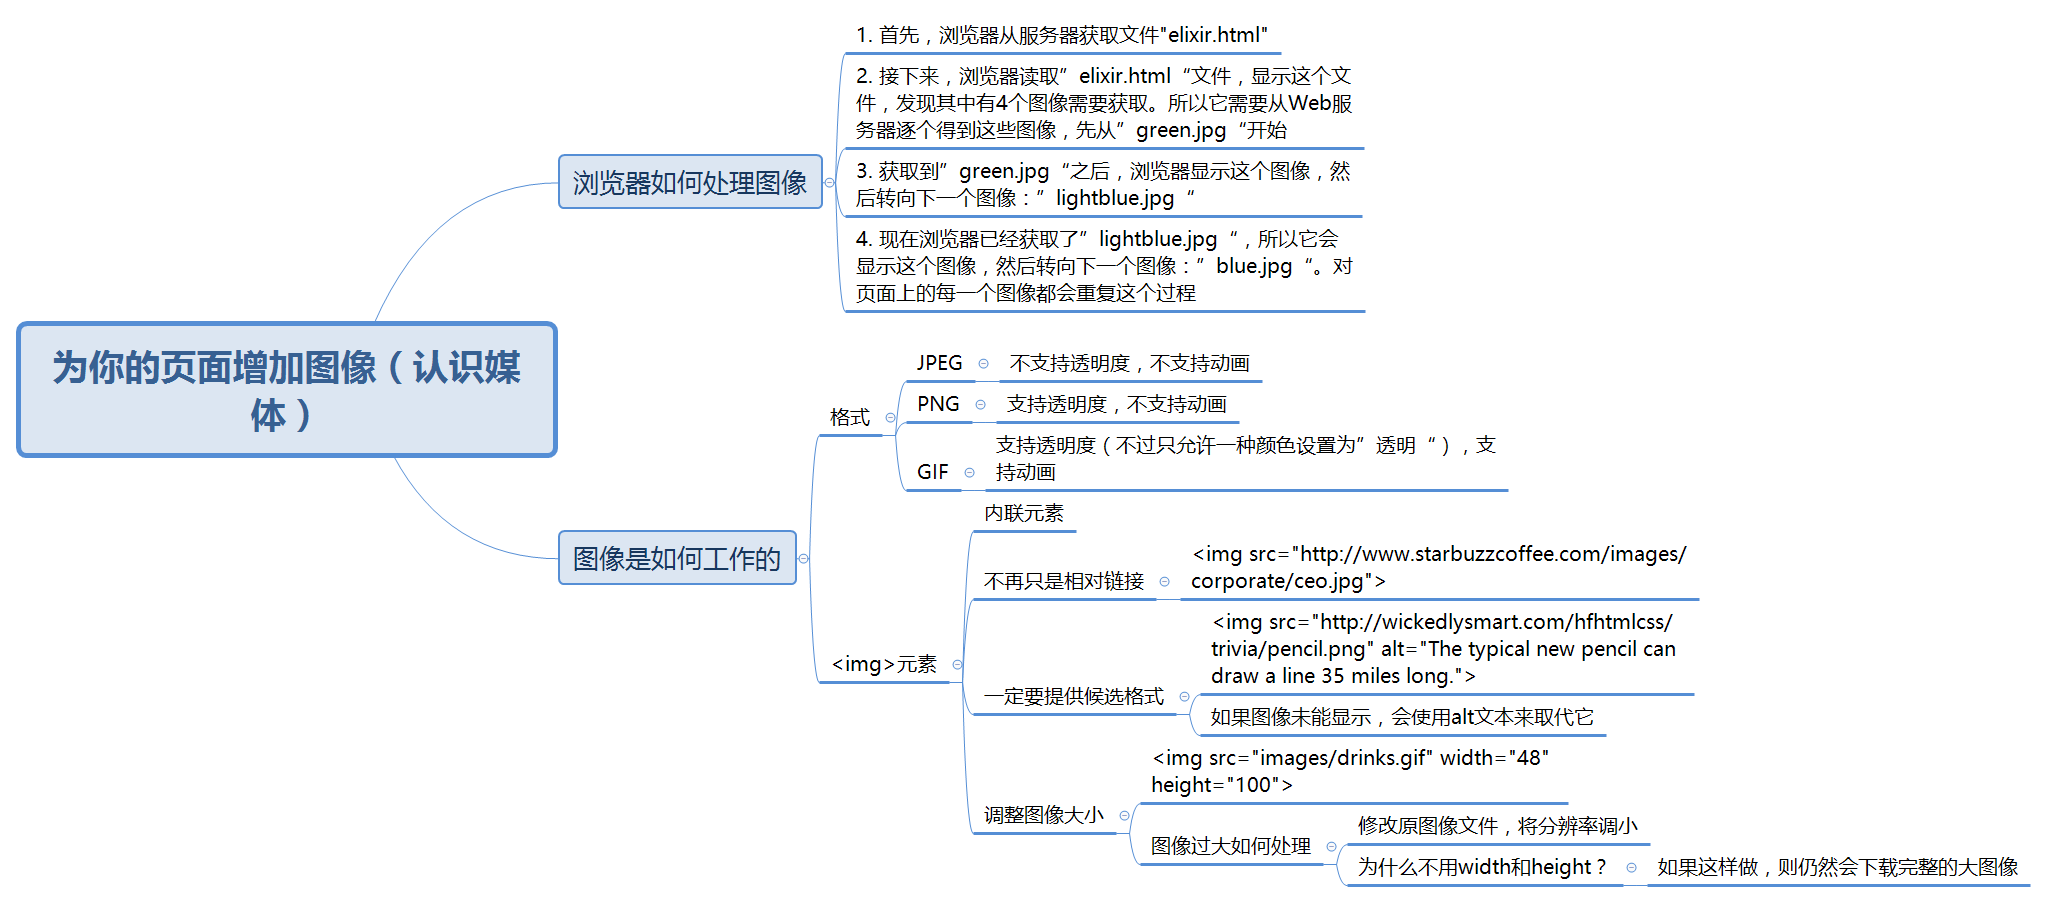 为你的页面增加图像（认识媒
体）
浏览器如何处理图像
1. 首先，浏览器从服务器获取文件"elixir.html"
2. 接下来，浏览器读取”elixir.html“文件，显示这个文
件，发现其中有4个图像需要获取。所以它需要从Web服
务器逐个得到这些图像，先从”green.jpg“开始
3. 获取到”green.jpg“之后，浏览器显示这个图像，然
后转向下一个图像：”lightblue.jpg“
4. 现在浏览器已经获取了”lightblue.jpg“，所以它会
显示这个图像，然后转向下一个图像：”blue.jpg“。对
页面上的每一个图像都会重复这个过程
图像是如何工作的
格式
JPEG
不支持透明度，不支持动画
PNG
支持透明度，不支持动画
GIF
支持透明度（不过只允许一种颜色设置为”透明“），支
持动画
<img>元素
内联元素
不再只是相对链接
<img src="http://www.starbuzzcoffee.com/images/
corporate/ceo.jpg">
一定要提供候选格式
<img src="http://wickedlysmart.com/hfhtmlcss/
trivia/pencil.png" alt="The typical new pencil can
draw a line 35 miles long.">
如果图像未能显示，会使用alt文本来取代它
调整图像大小
<img src="images/drinks.gif" width="48"
height="100">
图像过大如何处理
修改原图像文件，将分辨率调小
为什么不用width和height？
如果这样做，则仍然会下载完整的大图像